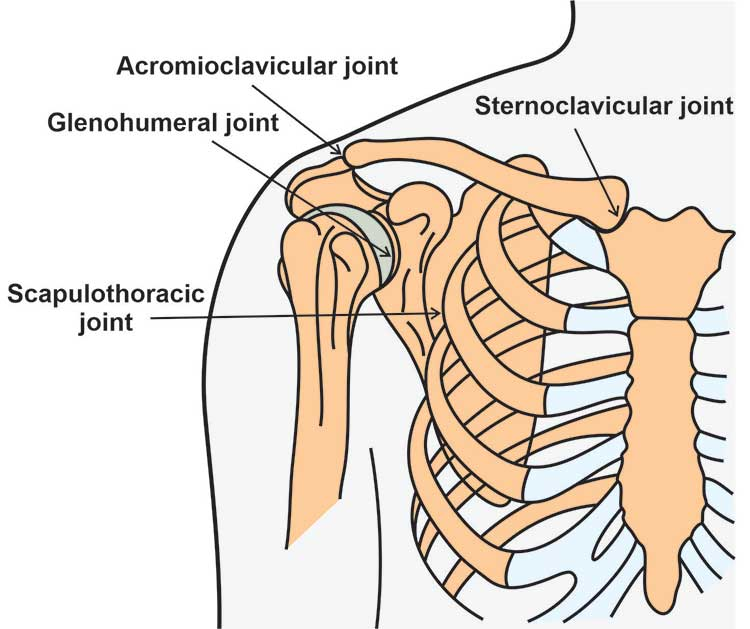 Acromioclavicular joint
Glenohumeral joint
Sternoclavicular joint
Scapulothoracic
joint